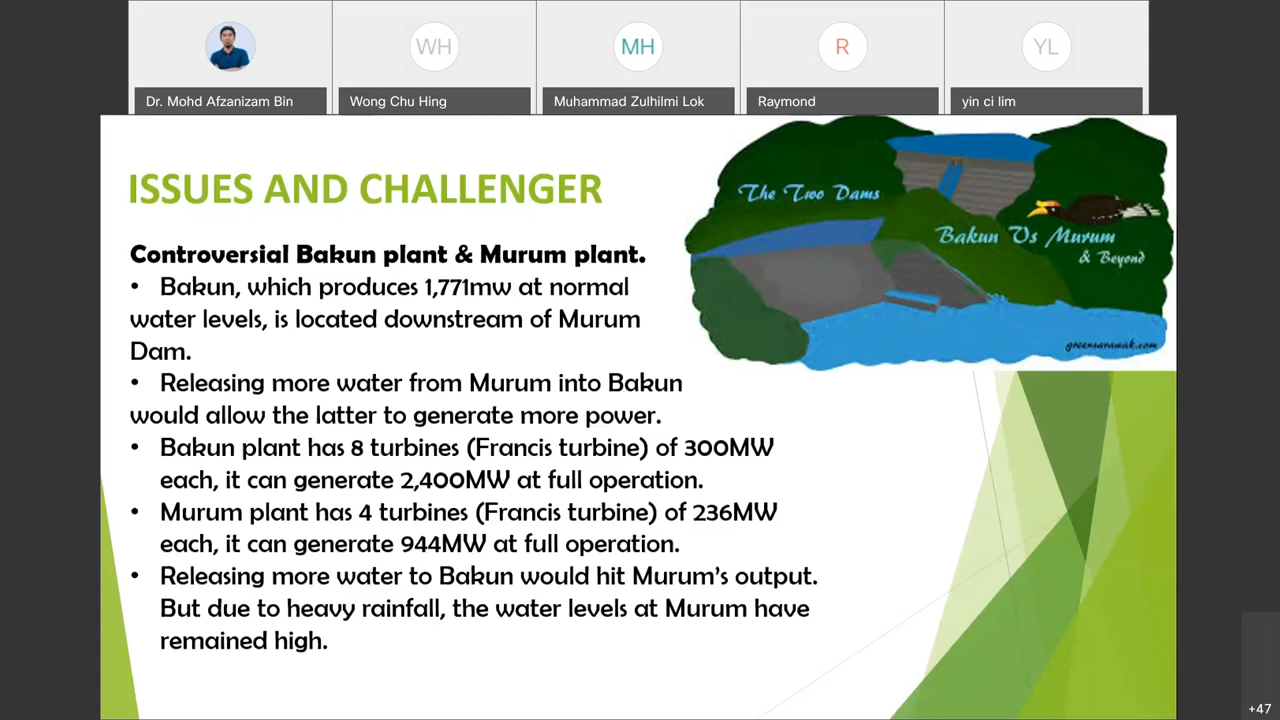 WH
MH
R
YL
Dr. Mohd Afzanizam Bin
Wong Chu Hing
Muhammad Zulhilmi Lok
Raymond
yin ci lim
ISSUES AND CHALLENGER
The Two Dams
Bakun Vs Murum
& Beyond
greensarawak.com
Controversial Bakun plant & Murum plant.
• Bakun, which produces 1,771mw at normal
water levels, is located downstream of Murum
Dam.
• Releasing more water from Murum into Bakun
would allow the latter to generate more power.
• Bakun plant has 8 turbines (Francis turbine) of 300MW
each, it can generate 2,400MW at full operation.
• Murum plant has 4 turbines (Francis turbine) of 236MW
each, it can generate 944MW at full operation.
• Releasing more water to Bakun would hit Murum's output.
But due to heavy rainfall, the water levels at Murum have
remained high.
+47